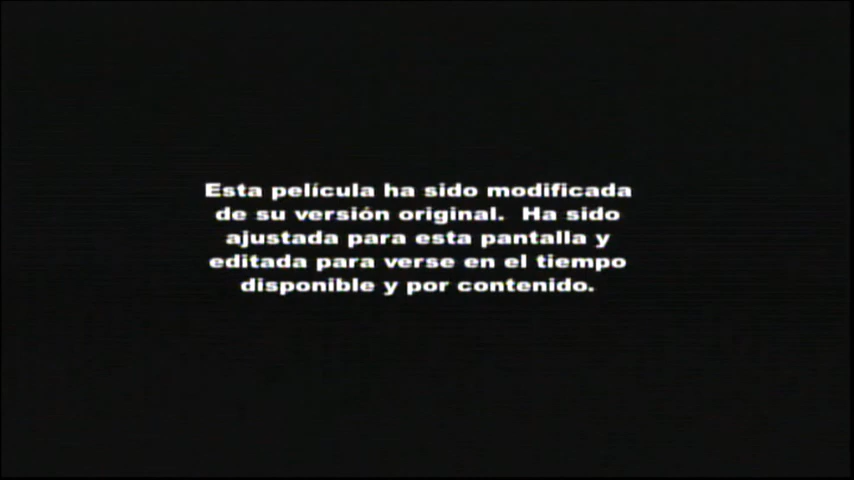 Esta película ha sido modificada
de su versión original.  Ha sido
ajustada para esta pantalla y
editada para verse en el tiempo
disponible y por contenido.